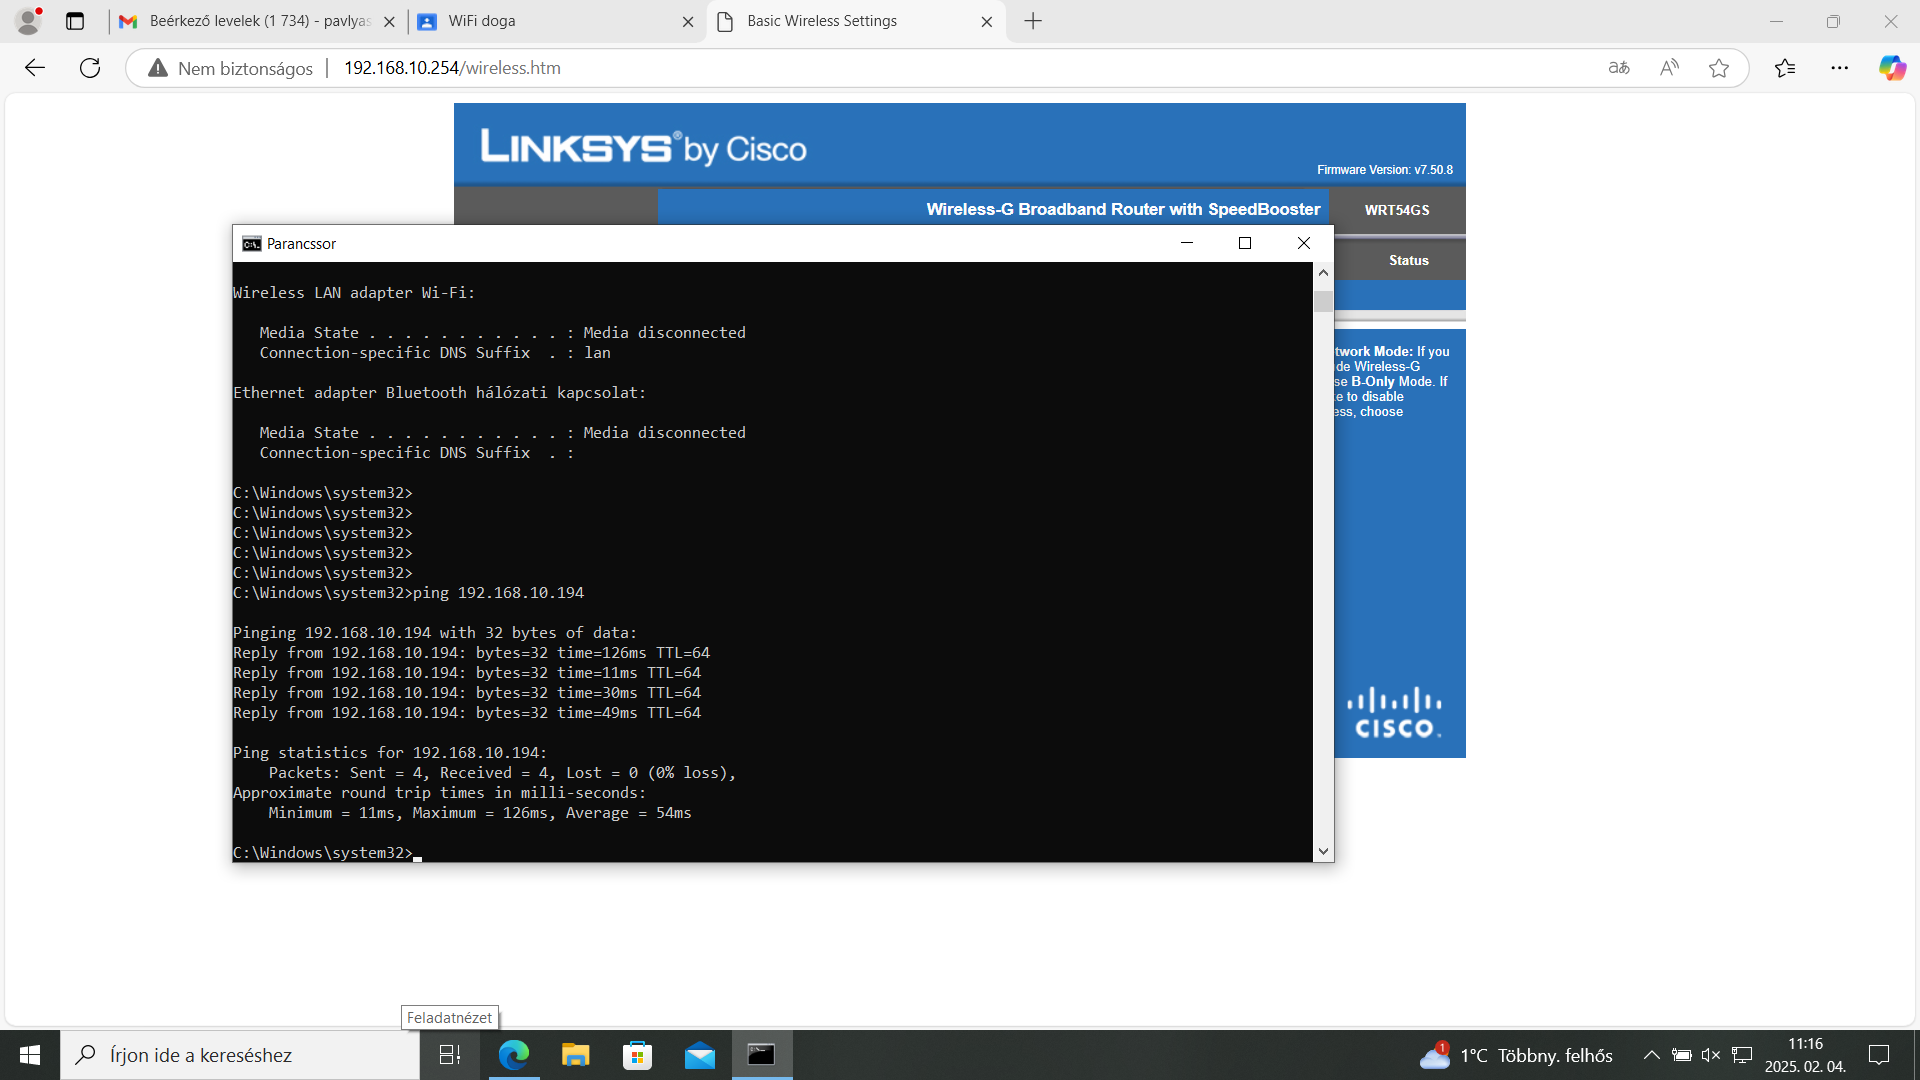 Beérkező levelek (1 734) - pavlyas
WiFi doga
Basic Wireless Settings
Nem biztonságos
192.168.10.254/wireless.htm
LINKSYS® by Cisco
Firmware Version: v7.50.8
Wireless-G Broadband Router with SpeedBooster
WRT54GS
Status
Parancssor
Wireless LAN adapter Wi-Fi:
Media State . . . . . . . . . . . : Media disconnected
Connection-specific DNS Suffix  . : lan
Ethernet adapter Bluetooth hálózati kapcsolat:
Media State . . . . . . . . . . . : Media disconnected
Connection-specific DNS Suffix  . :
C:\Windows\system32>
C:\Windows\system32>
C:\Windows\system32>
C:\Windows\system32>
C:\Windows\system32>
C:\Windows\system32>ping 192.168.10.194
Pinging 192.168.10.194 with 32 bytes of data:
Reply from 192.168.10.194: bytes=32 time=126ms TTL=64
Reply from 192.168.10.194: bytes=32 time=11ms TTL=64
Reply from 192.168.10.194: bytes=32 time=30ms TTL=64
Reply from 192.168.10.194: bytes=32 time=49ms TTL=64
Ping statistics for 192.168.10.194:
Packets: Sent = 4, Received = 4, Lost = 0 (0% loss),
Approximate round trip times in milli-seconds:
Minimum = 11ms, Maximum = 126ms, Average = 54ms
C:\Windows\system32>
twork Mode: If you
de Wireless-G
se B-Only Mode. If
e to disable
ess, choose
CISCO.
Feladatnézet
Írjon ide a kereséshez
1
1°C Többny. felhős
11:16
2025. 02. 04.